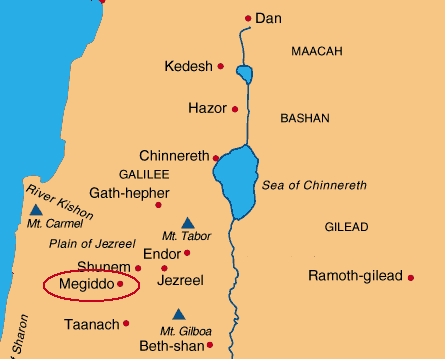 Dan
MAACAH
Kedesh
Hazor
BASHAN
Chinnereth
GALILEE
Sea of Chinnereth
Gath-hepher
River Kishon
Mt. Carmel
Mt. Tabor
GILEAD
Plain of Jezreel
Endor
Shunem
Ramoth-gilead
Jezreel
Megiddo
Taanach
Mt. Gilboa
Beth-shan
Sharon